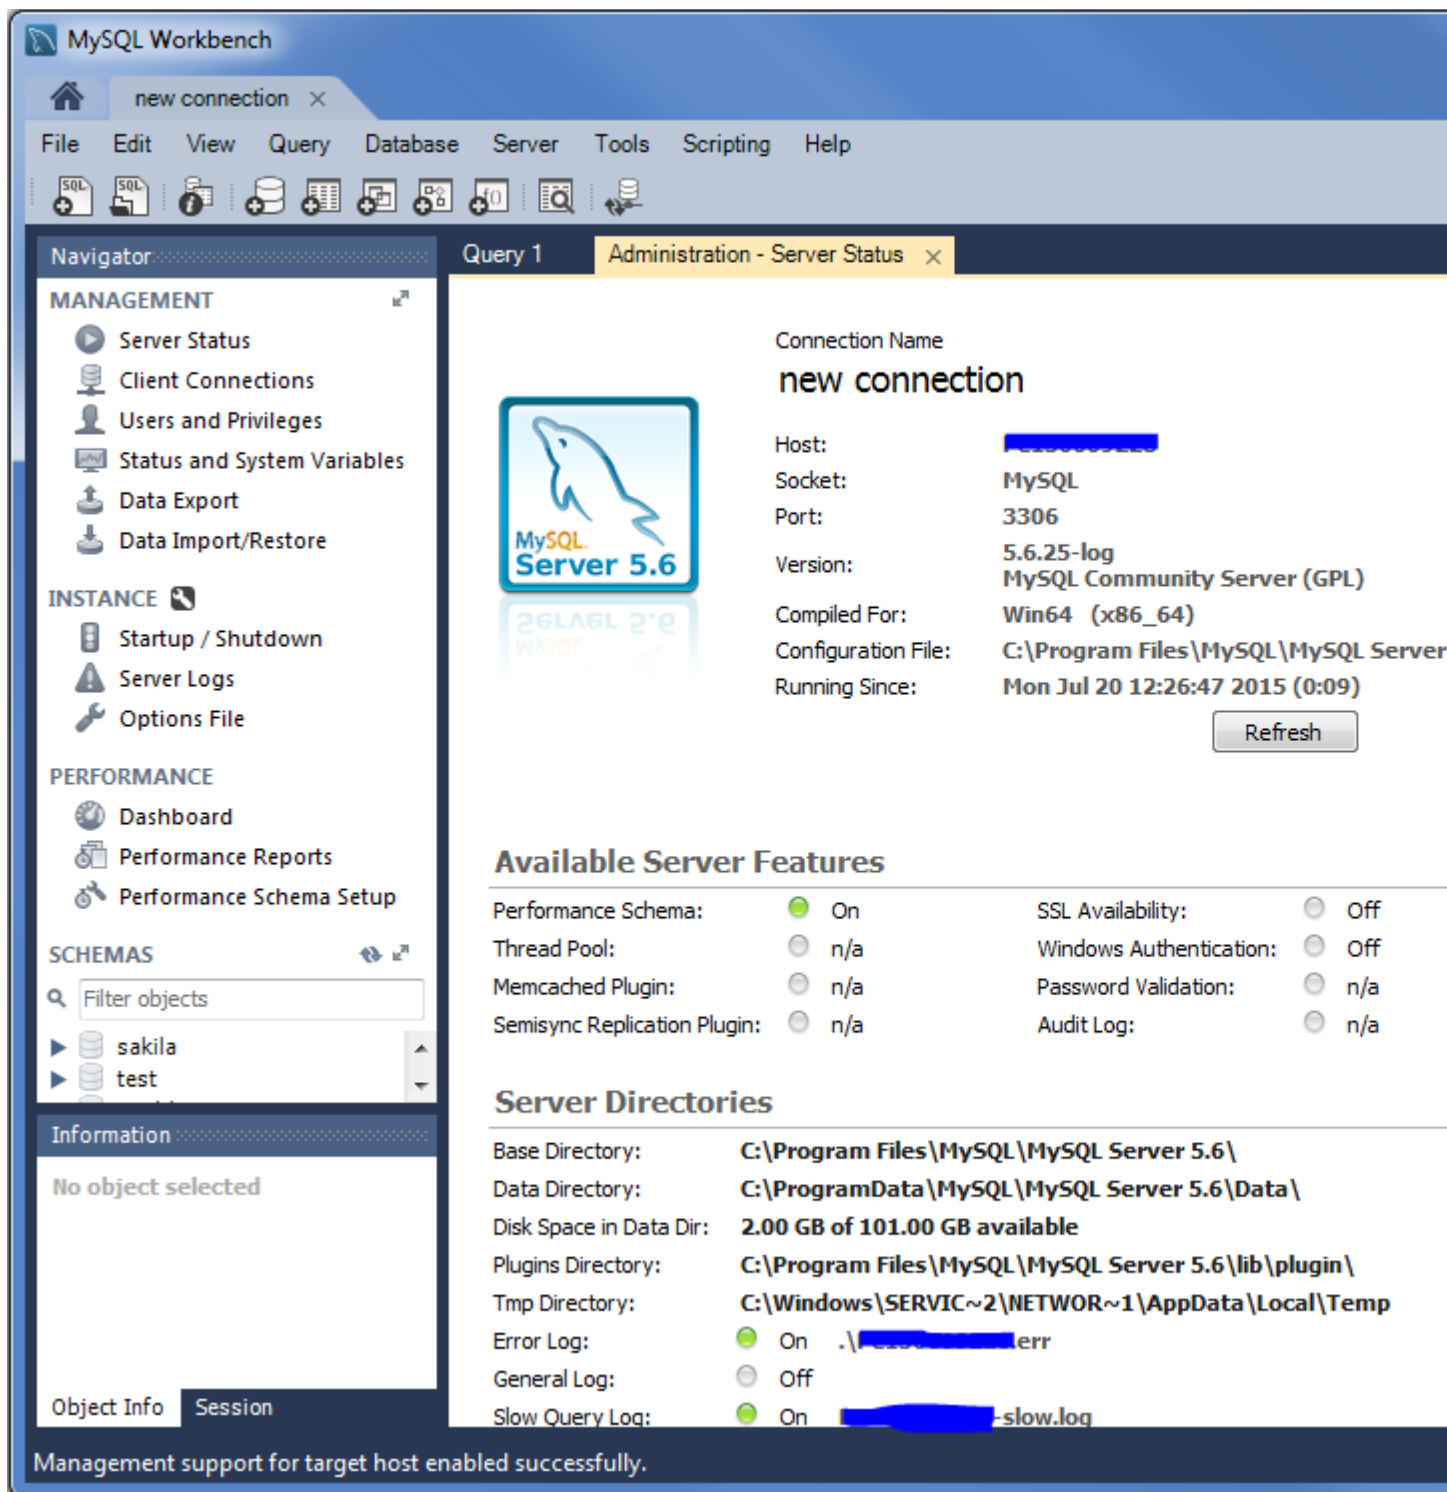 MySQL Workbench
new connection
File Edit View Query Database Server Tools Scripting Help
Navigator
MANAGEMENT
Server Status
Client Connections
Users and Privileges
Status and System Variables
Data Export
Data Import/Restore
INSTANCE
Startup / Shutdown
Server Logs
Options File
PERFORMANCE
Dashboard
Performance Reports
Performance Schema Setup
SCHEMAS
Filter objects
sakila
test
Information
No object selected
Object Info Session
Query 1 Administration - Server Status
Connection Name
new connection
MySQL
Server 5.6
Host:
Socket: MySQL
Port: 3306
Version: 5.6.25-log
MySQL Community Server (GPL)
Compiled For: Win64 (x86_64)
Configuration File: C:\Program Files\MySQL\MySQL Server
Running Since: Mon Jul 20 12:26:47 2015 (0:09)
Refresh
Available Server Features
Performance Schema: On SSL Availability: Off
Thread Pool: n/a Windows Authentication: Off
Memcached Plugin: n/a Password Validation: n/a
Semisync Replication Plugin: n/a Audit Log: n/a
Server Directories
Base Directory: C:\Program Files\MySQL\MySQL Server 5.6\
Data Directory: C:\ProgramData\MySQL\MySQL Server 5.6\Data\
Disk Space in Data Dir: 2.00 GB of 101.00 GB available
Plugins Directory: C:\Program Files\MySQL\MySQL Server 5.6\lib\plugin\
Tmp Directory: C:\Windows\SERVIC~2\NETWOR~1\AppData\Local\Temp
Error Log: On .\ .err
General Log: Off
Slow Query Log: On -slow.log
Management support for target host enabled successfully.